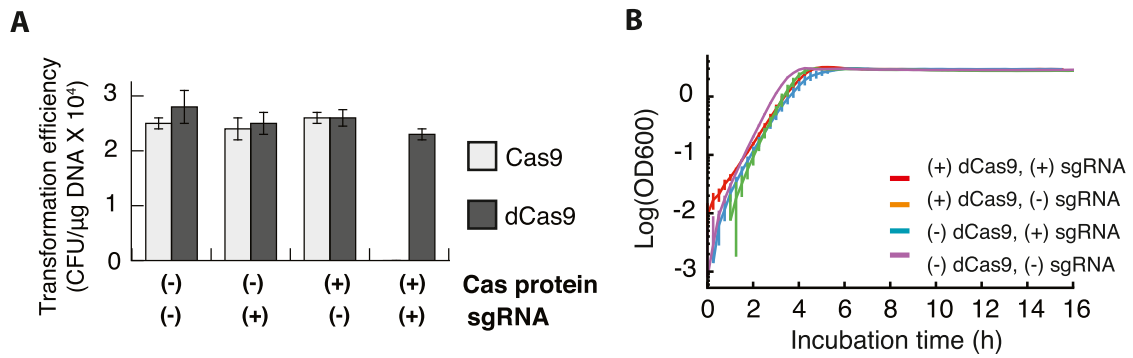 A
Transformation efficiency
(CFU/µg DNA X 10⁴)
3
2
1
0
Cas9
dCas9
(-) (-) (+) (+) Cas protein
(-) (+) (-) (+) sgRNA
B
Log(OD600)
0
-1
-2
-3
(+) dCas9, (+) sgRNA
(+) dCas9, (-) sgRNA
(-) dCas9, (+) sgRNA
(-) dCas9, (-) sgRNA
0 2 4 6 8 10 12 14 16
Incubation time (h)